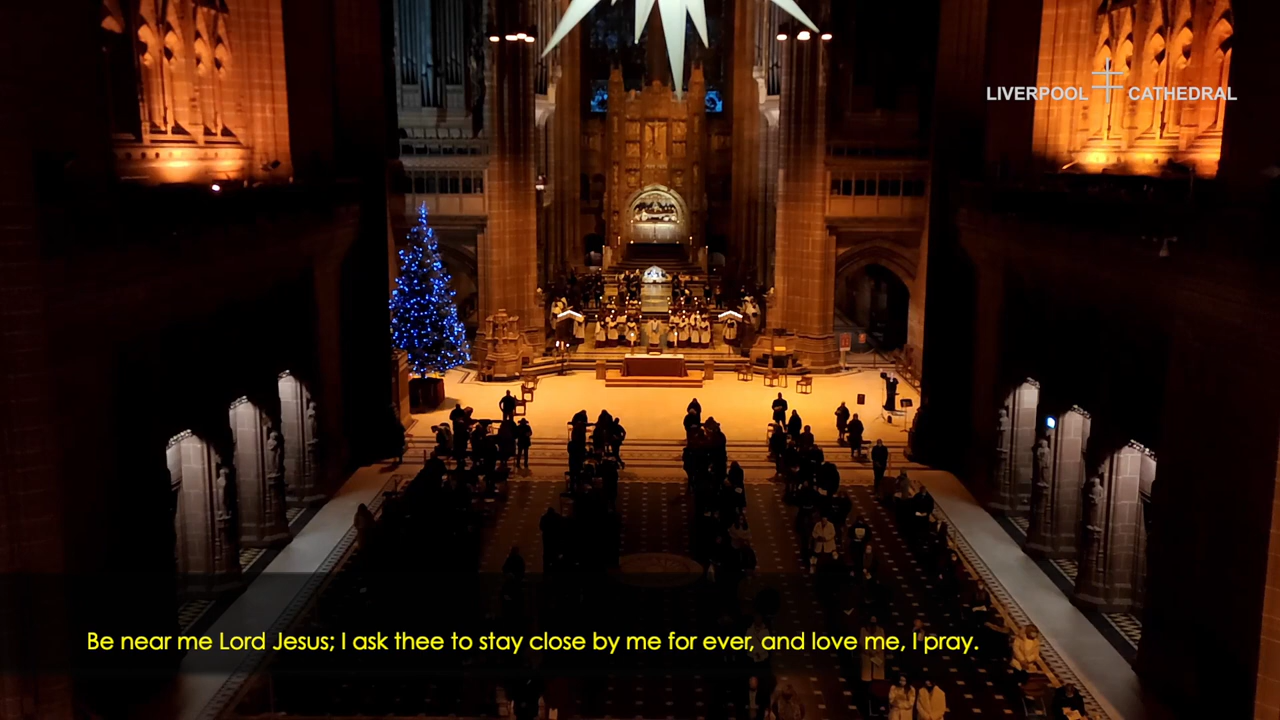 LIVERPOOL CATHEDRAL
Be near me Lord Jesus; I ask thee to stay close by me for ever, and love me, I pray.